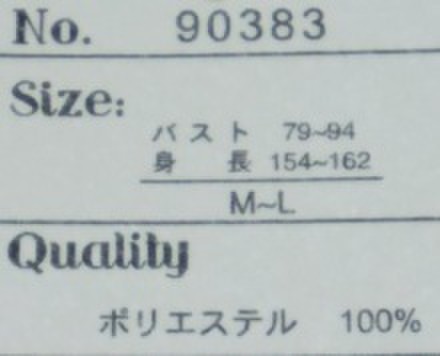 No. 90383
Size:
バスト 79~94
身長 154~162
M~L
Quality
ポリエステル 100%